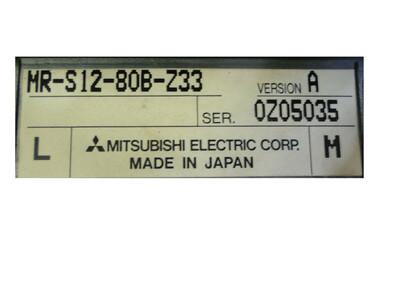 MR-S12-80B-Z33 VERSION A
SER. 0Z05035
L MITSUBISHI ELECTRIC CORP. M
MADE IN JAPAN